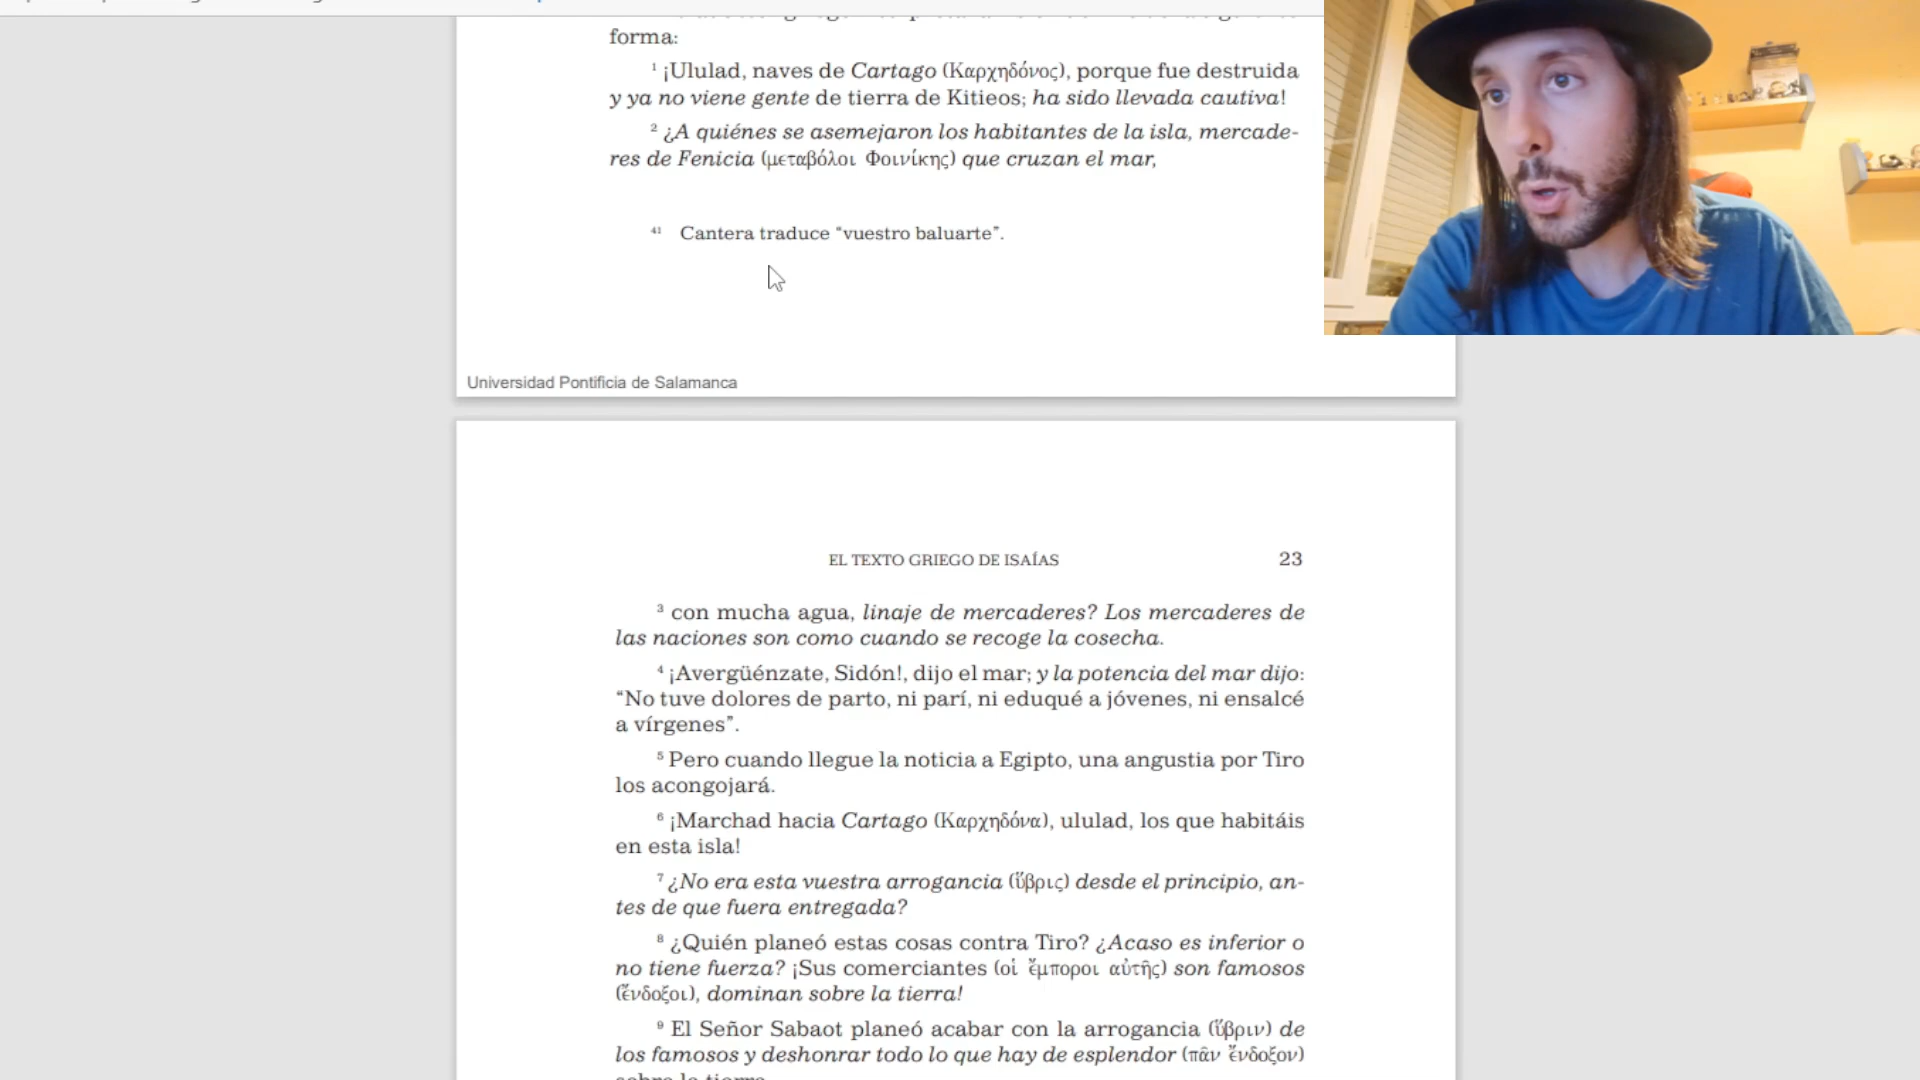 forma:
¹ ¡Ululad, naves de Cartago (Καρχηδόνος), porque fue destruida
y ya no viene gente de tierra de Kitieos; ha sido llevada cautiva!
² ¿A quiénes se asemejaron los habitantes de la isla, mercade-
res de Fenicia (μεταβόλοι Φοινίκης) que cruzan el mar,
⁴¹ Cantera traduce “vuestro baluarte”.
Universidad Pontificia de Salamanca
EL TEXTO GRIEGO DE ISAÍAS 23
³ con mucha agua, linaje de mercaderes? Los mercaderes de
las naciones son como cuando se recoge la cosecha.
⁴ ¡Avergüénzate, Sidón!, dijo el mar; y la potencia del mar dijo:
“No tuve dolores de parto, ni parí, ni eduqué a jóvenes, ni ensalcé
a vírgenes”.
⁵ Pero cuando llegue la noticia a Egipto, una angustia por Tiro
los acongojará.
⁶ ¡Marchad hacia Cartago (Καρχηδόνα), ululad, los que habitáis
en esta isla!
⁷ ¿No era esta vuestra arrogancia (ὕβρις) desde el principio, an-
tes de que fuera entregada?
⁸ ¿Quién planeó estas cosas contra Tiro? ¿Acaso es inferior o
no tiene fuerza? ¡Sus comerciantes (οἱ ἔμποροι αὐτῆς) son famosos
(ἔνδοξοι), dominan sobre la tierra!
⁹ El Señor Sabaot planeó acabar con la arrogancia (ὕβριν) de
los famosos y deshonrar todo lo que hay de esplendor (πᾶν ἔνδοξον)
sobre la tierra